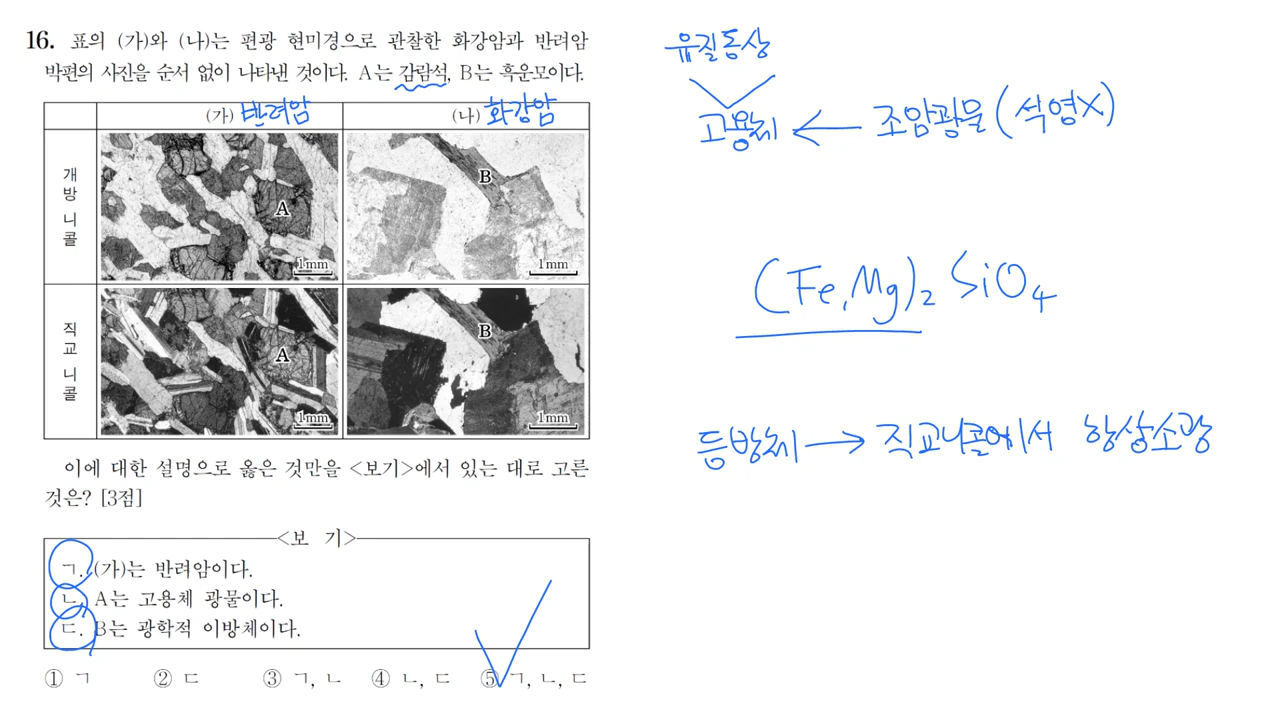 16. 표의 (가)와 (나)는 편광 현미경으로 관찰한 화강암과 반려암
박편의 사진을 순서 없이 나타낸 것이다. A는 감람석, B는 흑운모이다.
(가) 반려암
(나) 화강암
개방 니콜
A
1mm
B
1mm
직교 니콜
A
1mm
B
1mm
이에 대한 설명으로 옳은 것만을 <보기>에서 있는 대로 고른
것은? [3점]
<보 기>
ㄱ. (가)는 반려암이다.
ㄴ. A는 고용체 광물이다.
ㄷ. B는 광학적 이방체이다.
① ㄱ ② ㄷ ③ ㄱ, ㄴ ④ ㄴ, ㄷ ⑤ ㄱ, ㄴ, ㄷ
유질동상
고용체 ← 조암광물 (석영X)
(Fe, Mg)₂ SiO₄
등방체 → 직교니콜에서 항상소광